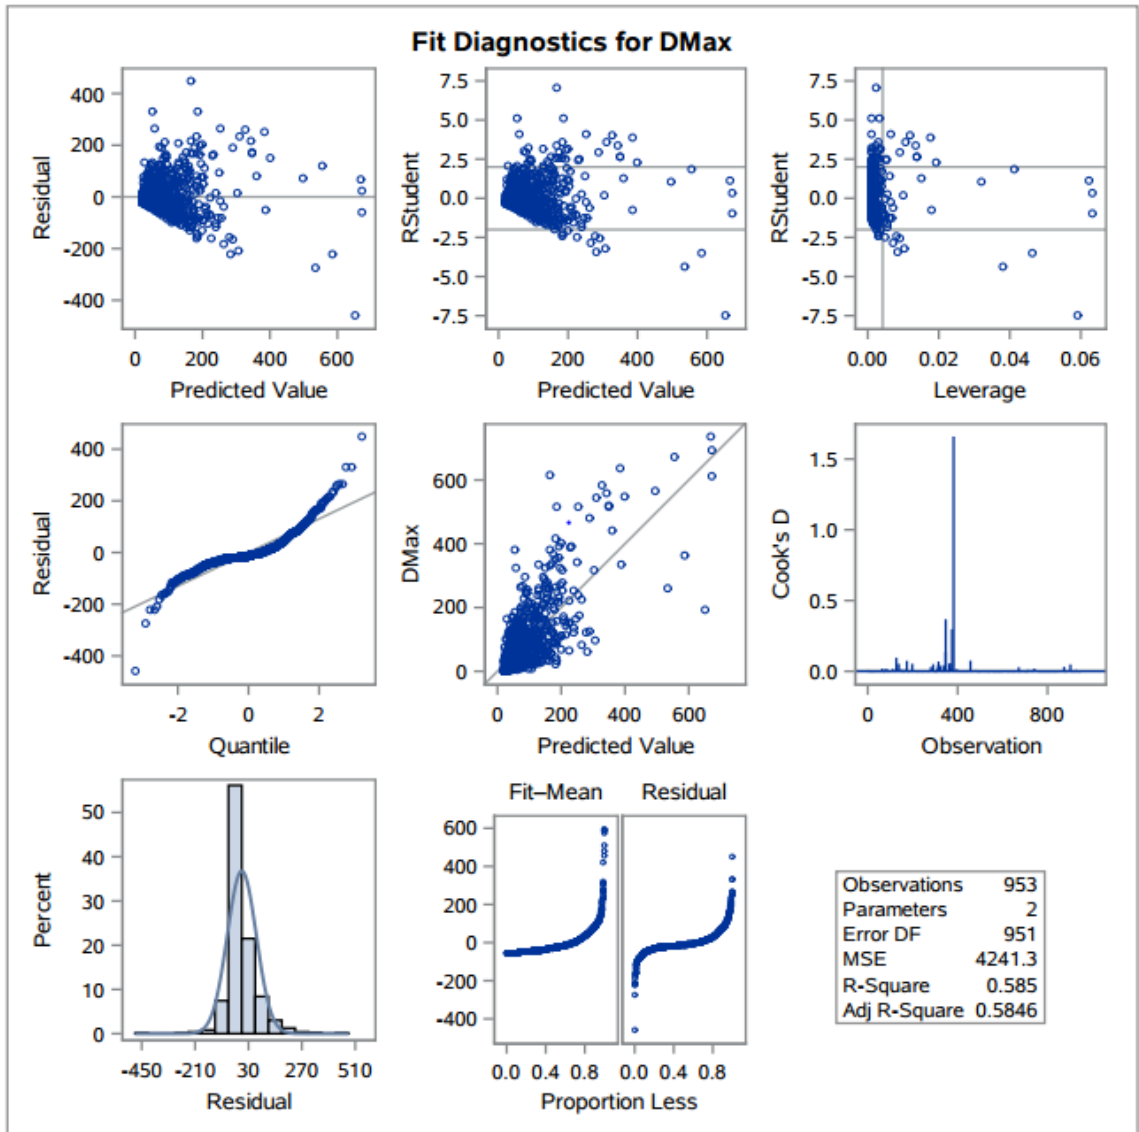 Fit Diagnostics for DMax
400
200
0
-200
-400
Residual
0 200 400 600
Predicted Value
7.5
5.0
2.5
0.0
-2.5
-5.0
-7.5
RStudent
0 200 400 600
Predicted Value
7.5
5.0
2.5
0.0
-2.5
-5.0
-7.5
RStudent
0.00 0.02 0.04 0.06
Leverage
400
200
0
-200
-400
Residual
-2 0 2
Quantile
600
400
200
0
DMax
0 200 400 600
Predicted Value
1.5
1.0
0.5
0.0
Cook's D
0 400 800
Observation
50
40
30
20
10
0
Percent
-450 -210 30 270 510
Residual
Fit–Mean Residual
600
400
200
0
-200
-400
0.0 0.4 0.8 0.0 0.4 0.8
Proportion Less
Observations 953
Parameters 2
Error DF 951
MSE 4241.3
R-Square 0.585
Adj R-Square 0.5846